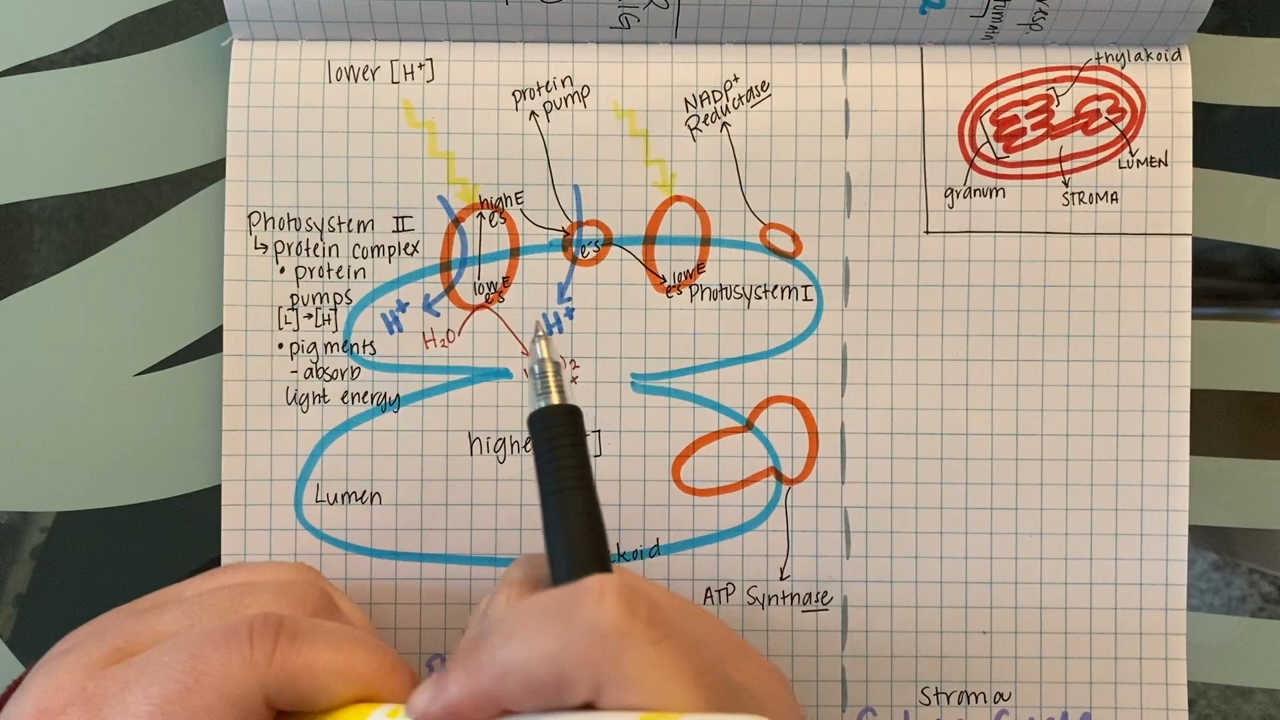 lower [H⁺]
protein
pump
NADP⁺
Reductase
thylakoid
LUMEN
granum
STROMA
high E
e⁻s
Photosystem II
↳ protein complex
• protein
pumps
[L]→[H]
• pigments
- absorb
light energy
low E
e⁻s
e⁻s
low E
e⁻s
Photosystem I
H⁺
H⁺
H₂O
Lumen
ATP Synthase
Stroma